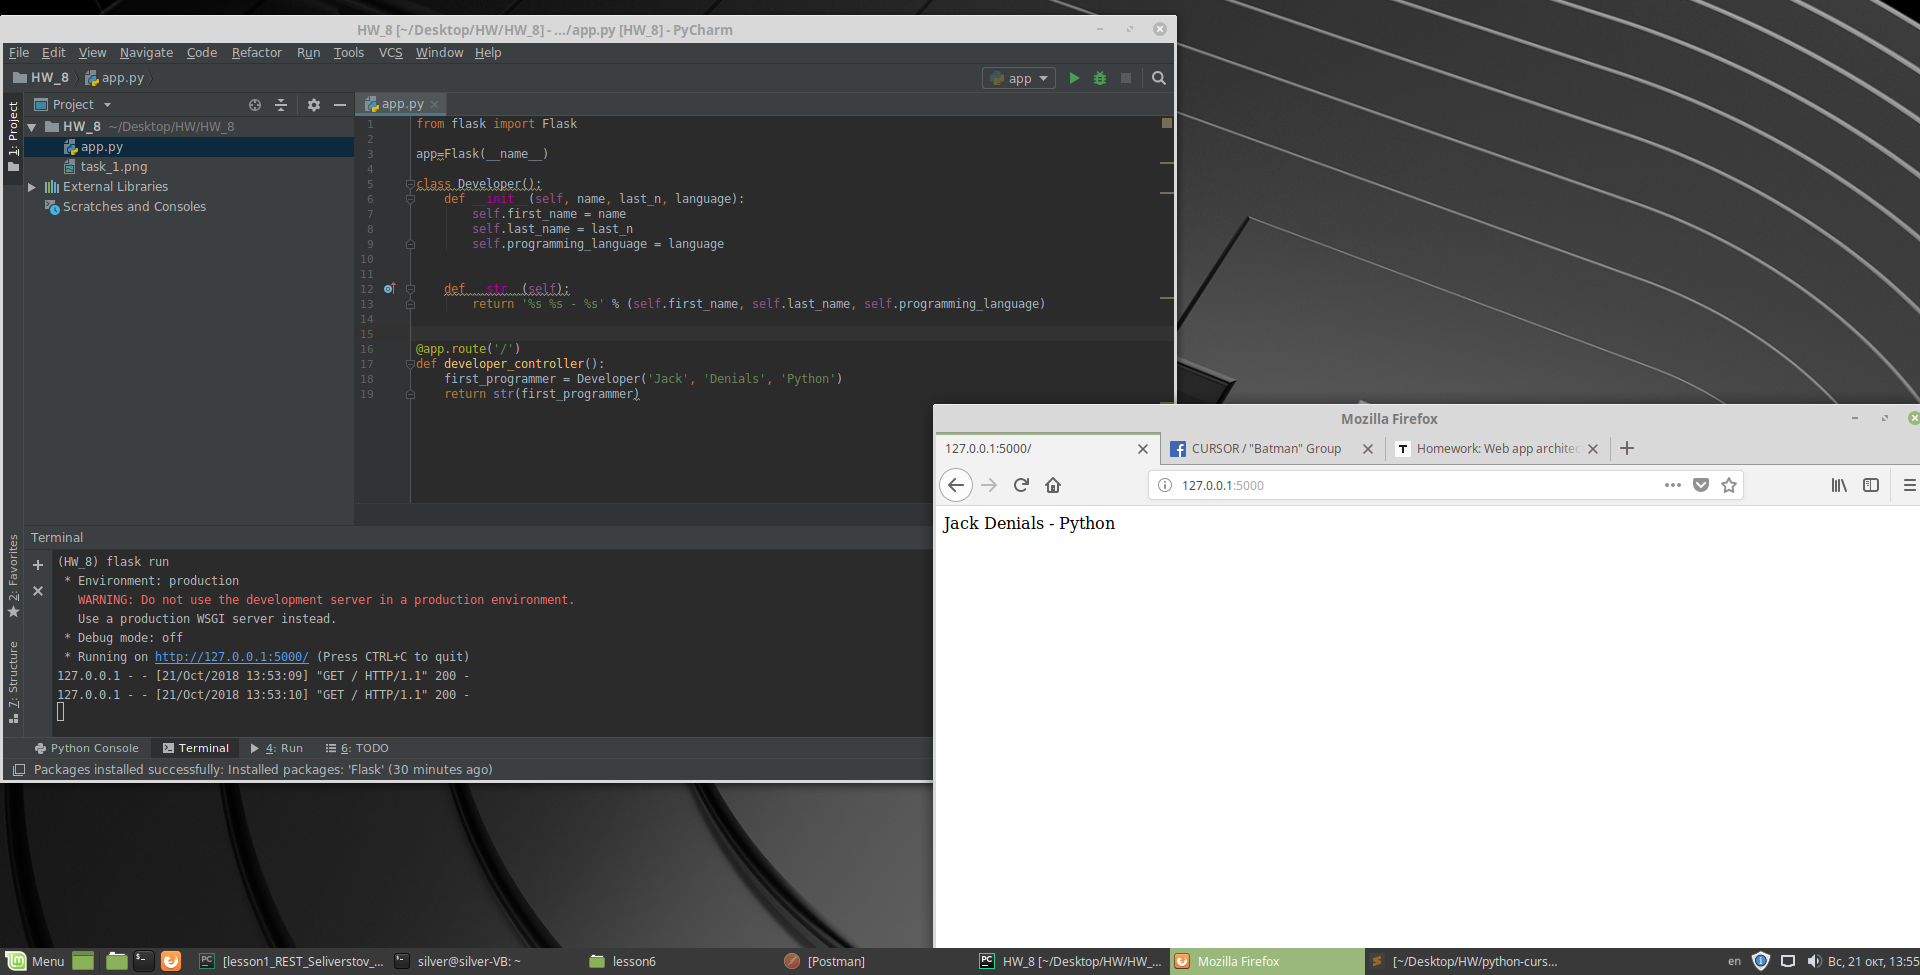 HW_8 [~/Desktop/HW/HW_8] - .../app.py [HW_8] - PyCharm
File Edit View Navigate Code Refactor Run Tools VCS Window Help
HW_8 app.py app
1: Project
Project
app.py
HW_8 ~/Desktop/HW/HW_8
app.py
task_1.png
External Libraries
Scratches and Consoles
1 from flask import Flask
2
3 app=Flask(__name__)
4
5 class Developer():
6 def __init__(self, name, last_n, language):
7 self.first_name = name
8 self.last_name = last_n
9 self.programming_language = language
10
11
12 def __str__(self):
13 return '%s %s - %s' % (self.first_name, self.last_name, self.programming_language)
14
15
16 @app.route('/')
17 def developer_controller():
18 first_programmer = Developer('Jack', 'Denials', 'Python')
19 return str(first_programmer)
2: Favorites
7: Structure
Terminal
(HW_8) flask run
* Environment: production
WARNING: Do not use the development server in a production environment.
Use a production WSGI server instead.
* Debug mode: off
* Running on http://127.0.0.1:5000/ (Press CTRL+C to quit)
127.0.0.1 - - [21/Oct/2018 13:53:09] "GET / HTTP/1.1" 200 -
127.0.0.1 - - [21/Oct/2018 13:53:10] "GET / HTTP/1.1" 200 -
Python Console Terminal 4: Run 6: TODO
Packages installed successfully: Installed packages: 'Flask' (30 minutes ago)
Mozilla Firefox
127.0.0.1:5000/ CURSOR / "Batman" Group Homework: Web app architec
127.0.0.1:5000
Jack Denials - Python
Menu [lesson1_REST_Seliverstov_... silver@silver-VB: ~ lesson6 [Postman] HW_8 [~/Desktop/HW/HW_... Mozilla Firefox [~/Desktop/HW/python-curs... en Вс, 21 окт, 13:55